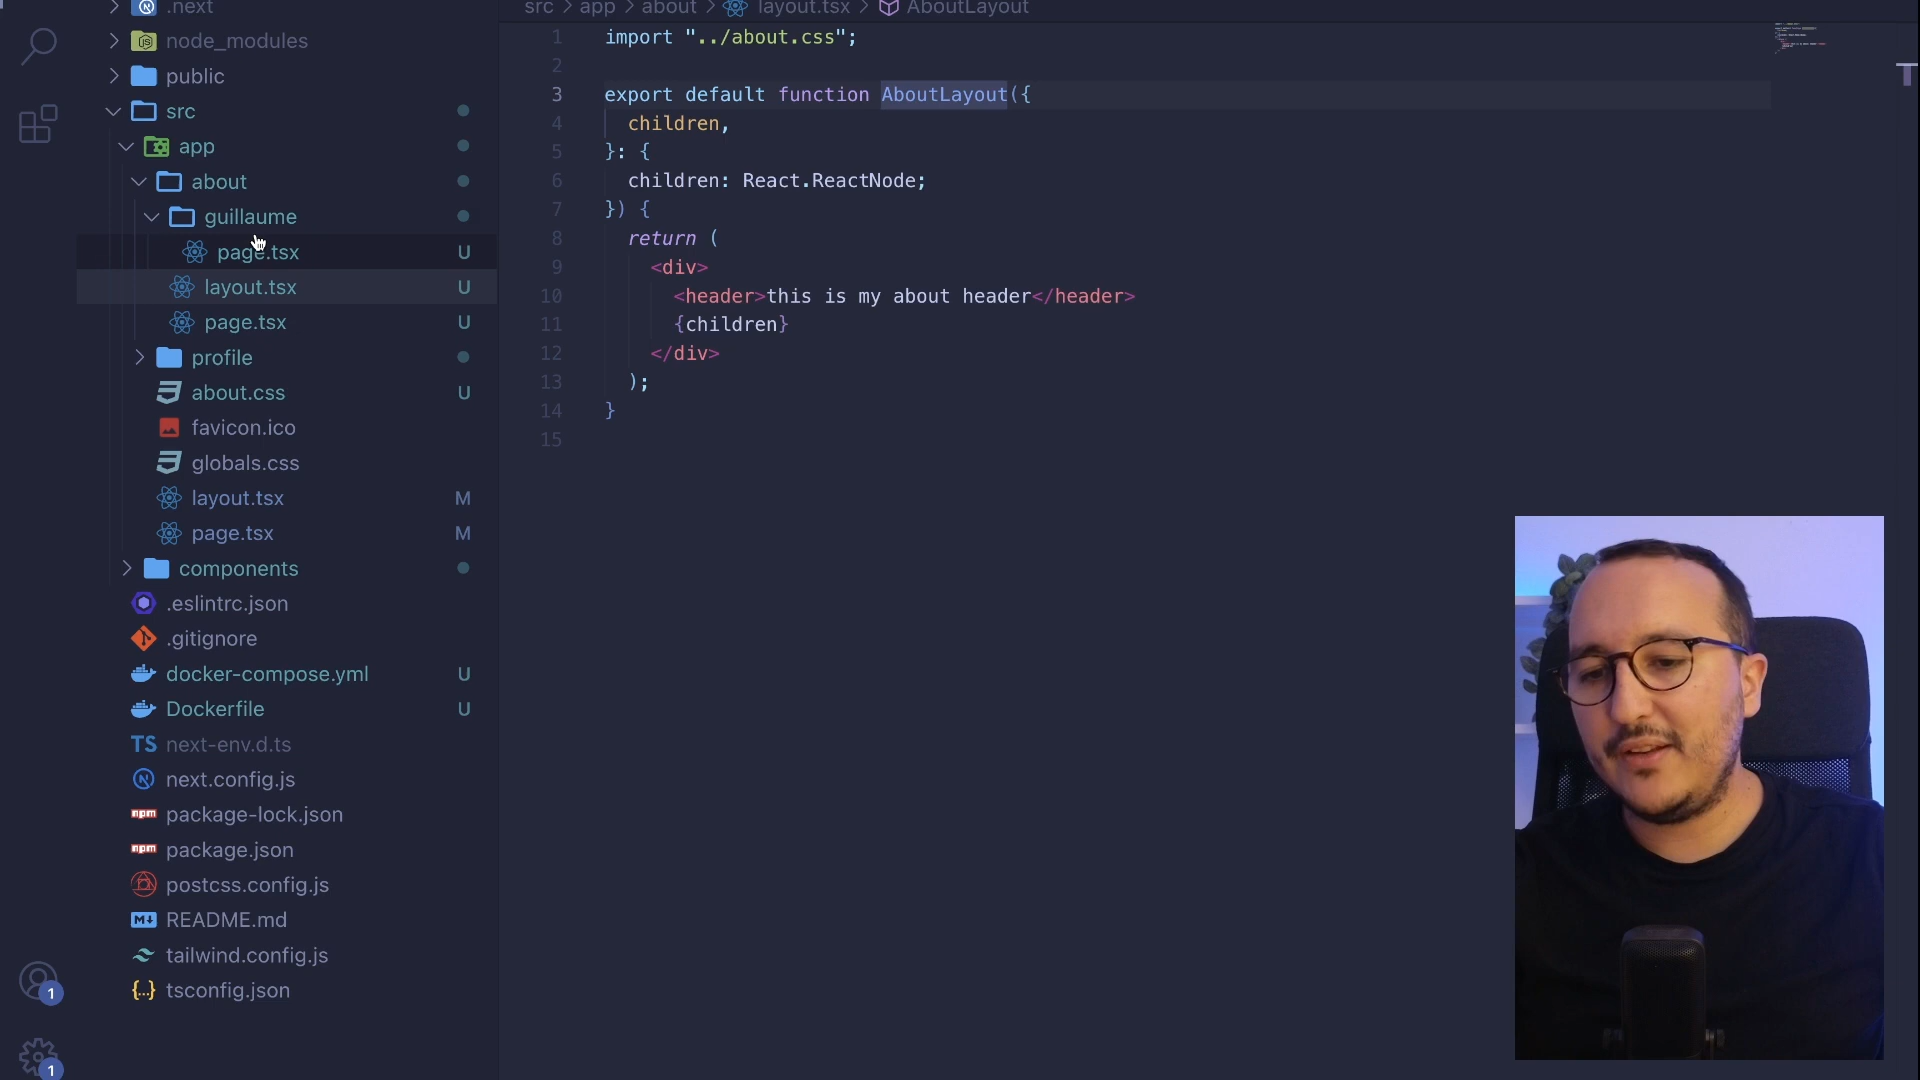 .next
node_modules
public
src
app
about
guillaume
page.tsx U
layout.tsx U
page.tsx U
profile
about.css U
favicon.ico
globals.css
layout.tsx M
page.tsx M
components
.eslintrc.json
.gitignore
docker-compose.yml U
Dockerfile U
TS next-env.d.ts
next.config.js
npm package-lock.json
npm package.json
postcss.config.js
M README.md
tailwind.config.js
{..} tsconfig.json
1
1
src > app > about > layout.tsx > AboutLayout
1 import "../about.css";
2
3 export default function AboutLayout({
4 children,
5 }: {
6 children: React.ReactNode;
7 }) {
8 return (
9 <div>
10 <header>this is my about header</header>
11 {children}
12 </div>
13 );
14 }
15